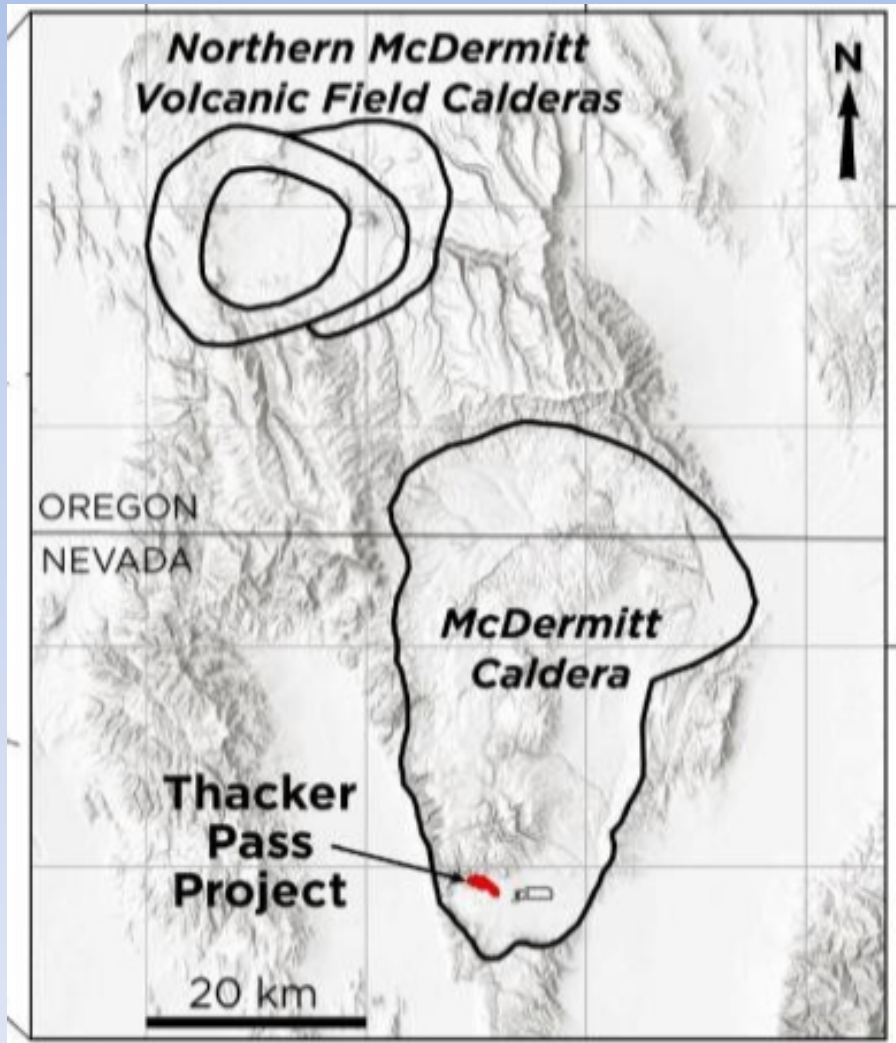 Northern McDermitt
Volcanic Field Calderas
N
OREGON
NEVADA
McDermitt
Caldera
Thacker
Pass
Project
20 km